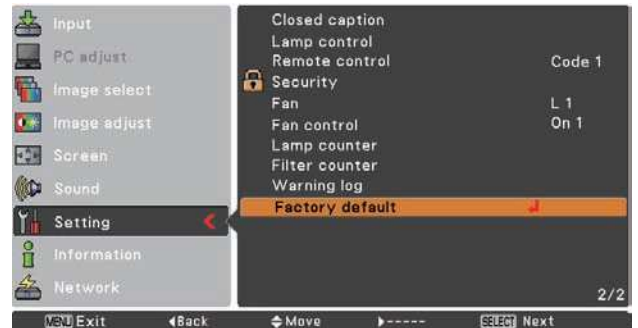 Input
PC adjust
Image select
Image adjust
Screen
Sound
Setting
Information
Network
Closed caption
Lamp control
Remote control Code 1
Security
Fan L 1
Fan control On 1
Lamp counter
Filter counter
Warning log
Factory default
2/2
MENU Exit Back Move ----- SELECT Next